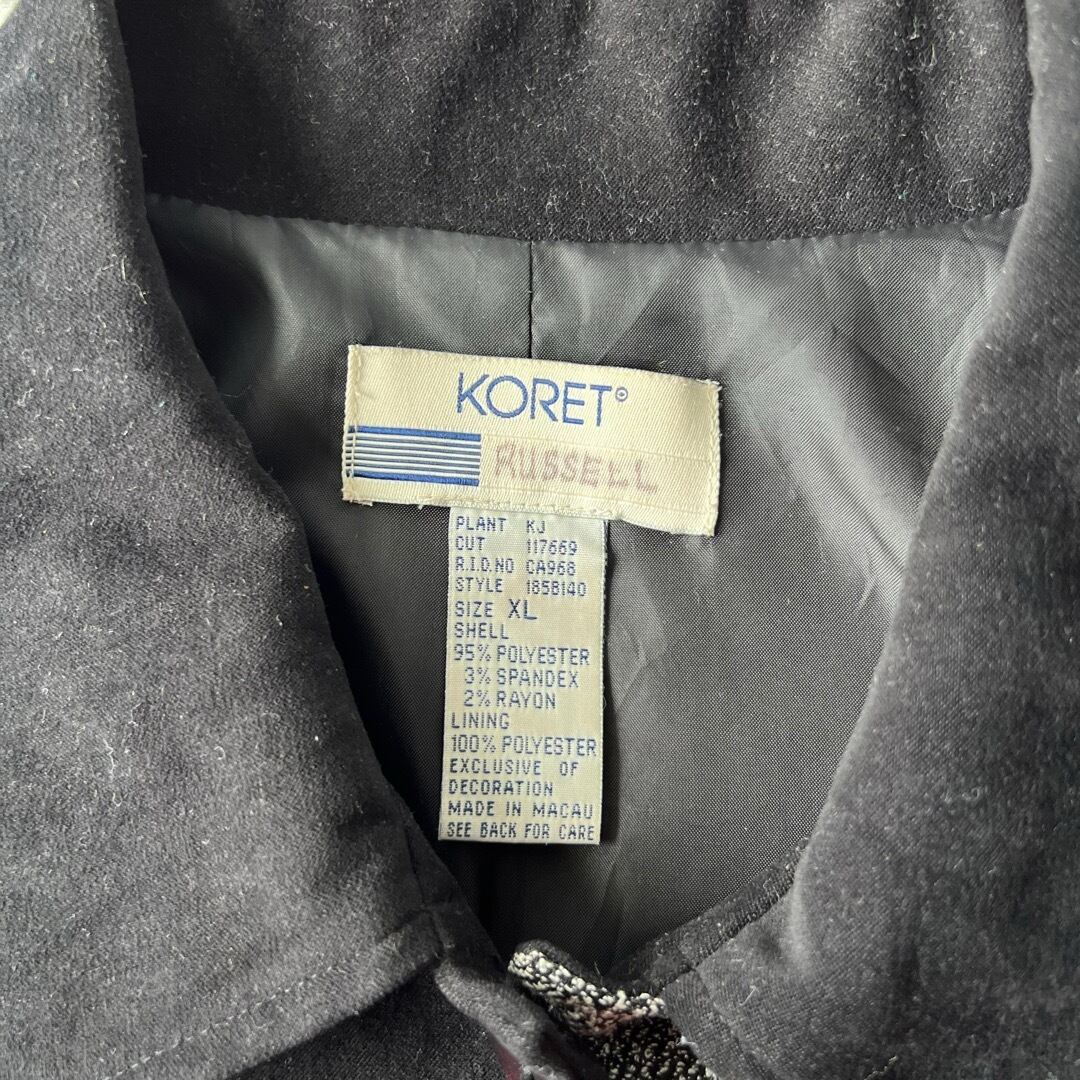 KORET®
RUSSELL
PLANT KJ
CUT 117669
R.I.D.NO CA968
STYLE 1858140
SIZE XL
SHELL
95% POLYESTER
3% SPANDEX
2% RAYON
LINING
100% POLYESTER
EXCLUSIVE OF
DECORATION
MADE IN MACAU
SEE BACK FOR CARE